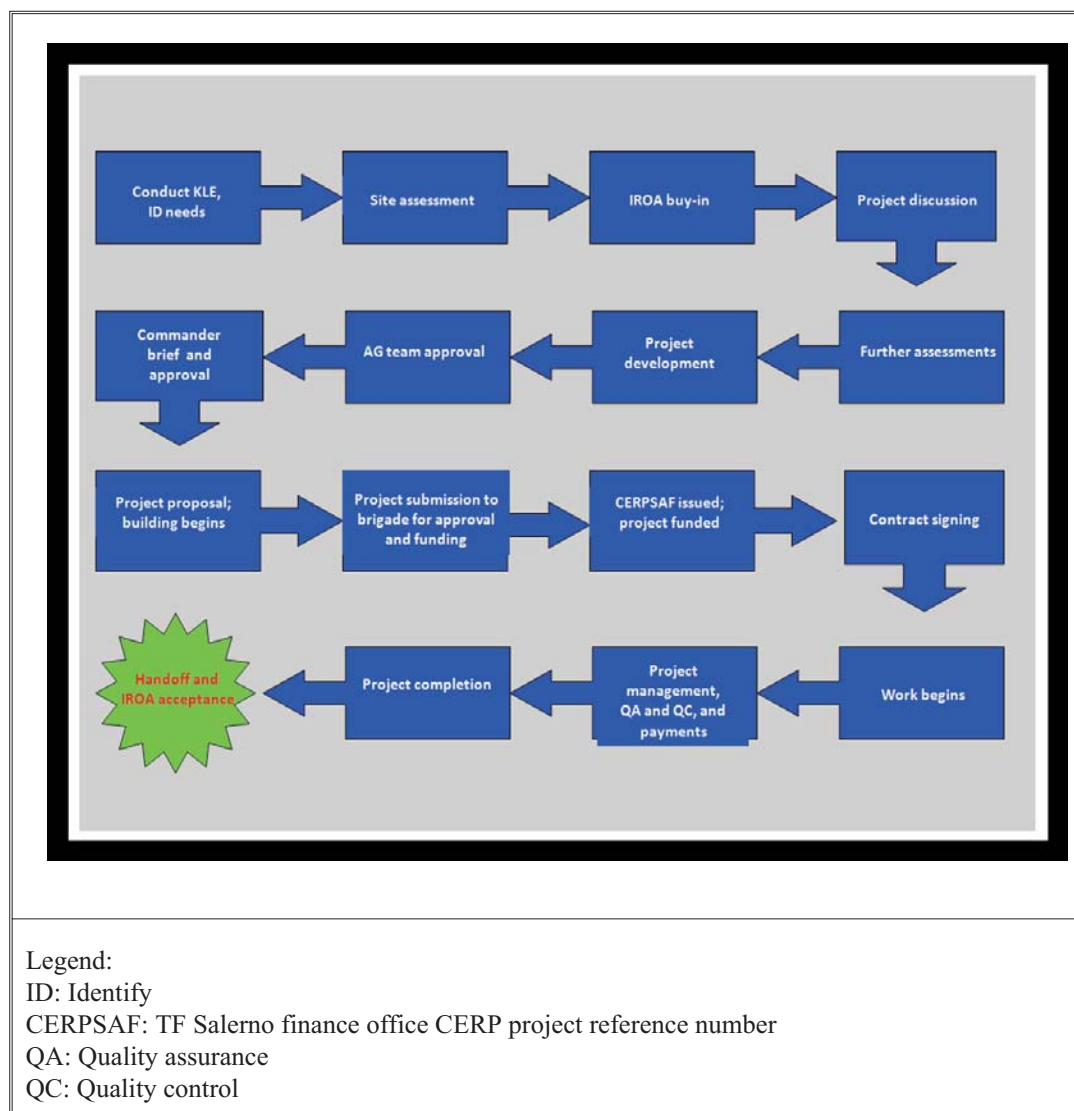 Conduct KLE,
ID needs
Site assessment
IROA buy-in
Project discussion
Further assessments
Project
development
AG team approval
Commander
brief and
approval
Project proposal;
building begins
Project submission to
brigade for approval
and funding
CERPSAF issued;
project funded
Contract signing
Work begins
Project
management,
QA and QC, and
payments
Project completion
Handoff and
IROA acceptance
Legend:
ID: Identify
CERPSAF: TF Salerno finance office CERP project reference number
QA: Quality assurance
QC: Quality control